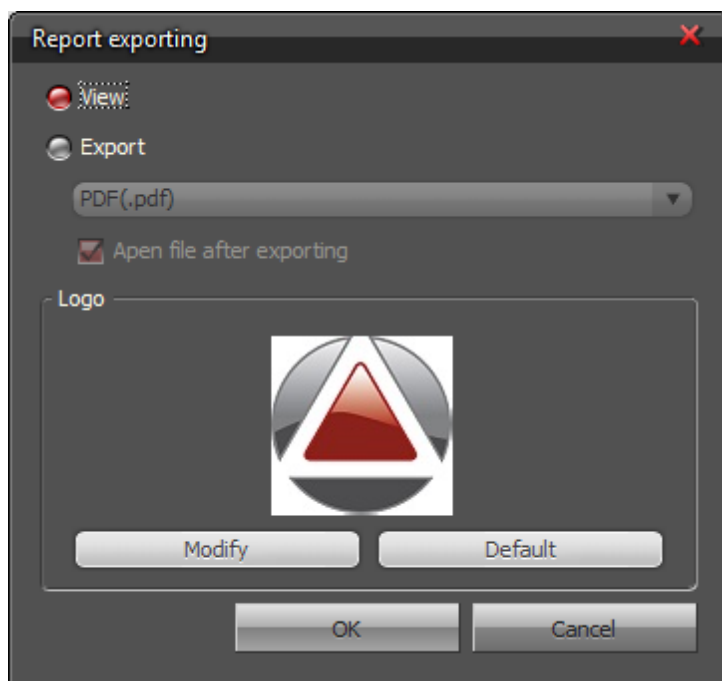 Report exporting
View
Export
PDF(.pdf)
Apen file after exporting
Logo
Modify Default
OK Cancel